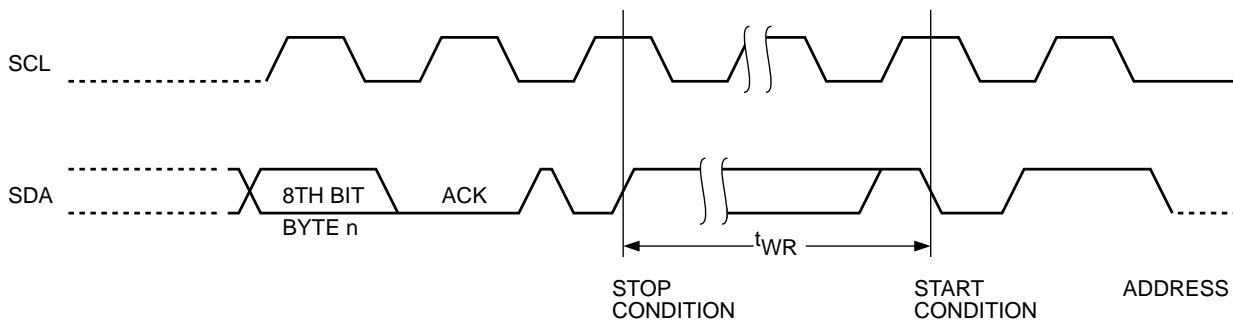 SCL
SDA
8TH BIT
BYTE n
ACK
tWR
STOP
CONDITION
START
CONDITION
ADDRESS